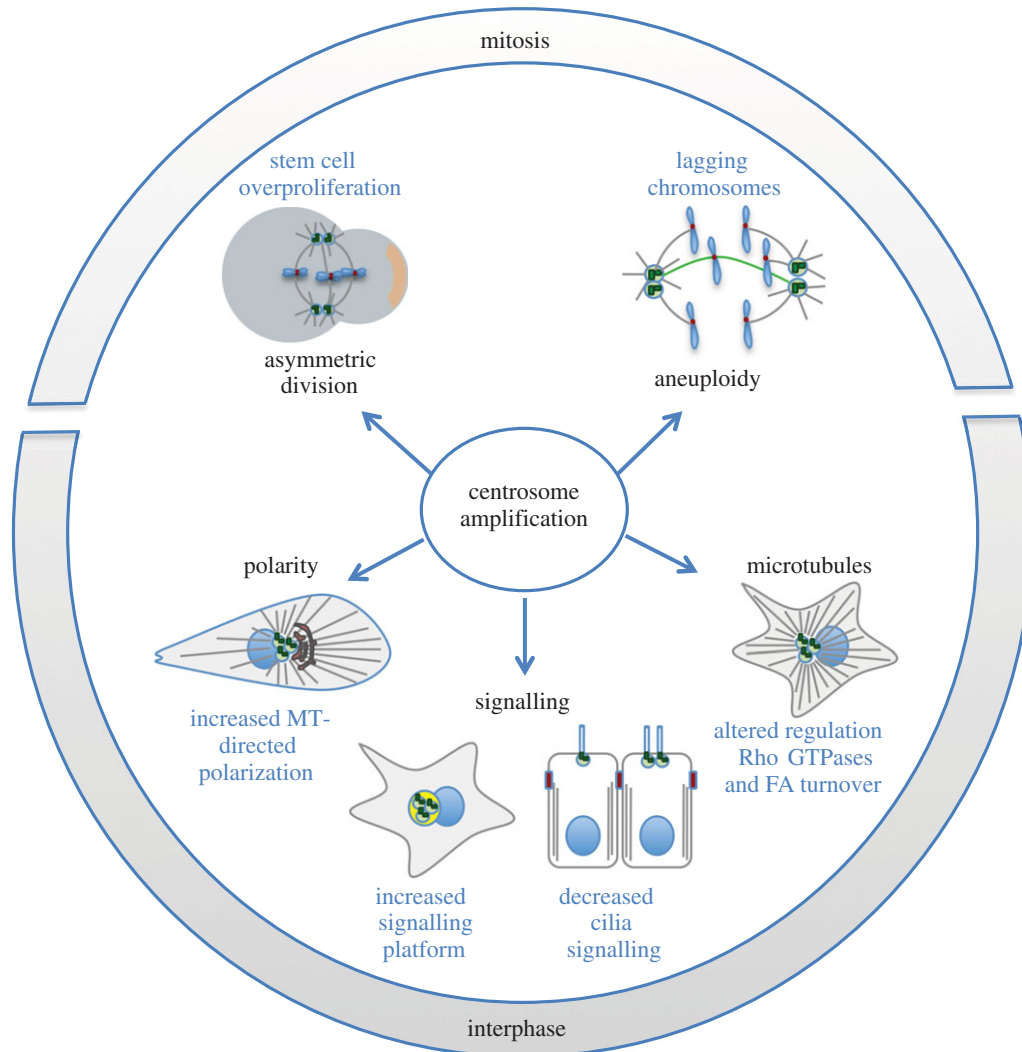 mitosis
stem cell
overproliferation
lagging
chromosomes
asymmetric
division
aneuploidy
centrosome
amplification
polarity
microtubules
increased MT-
directed
polarization
signalling
altered regulation
Rho GTPases
and FA turnover
increased
signalling
platform
decreased
cilia
signalling
interphase